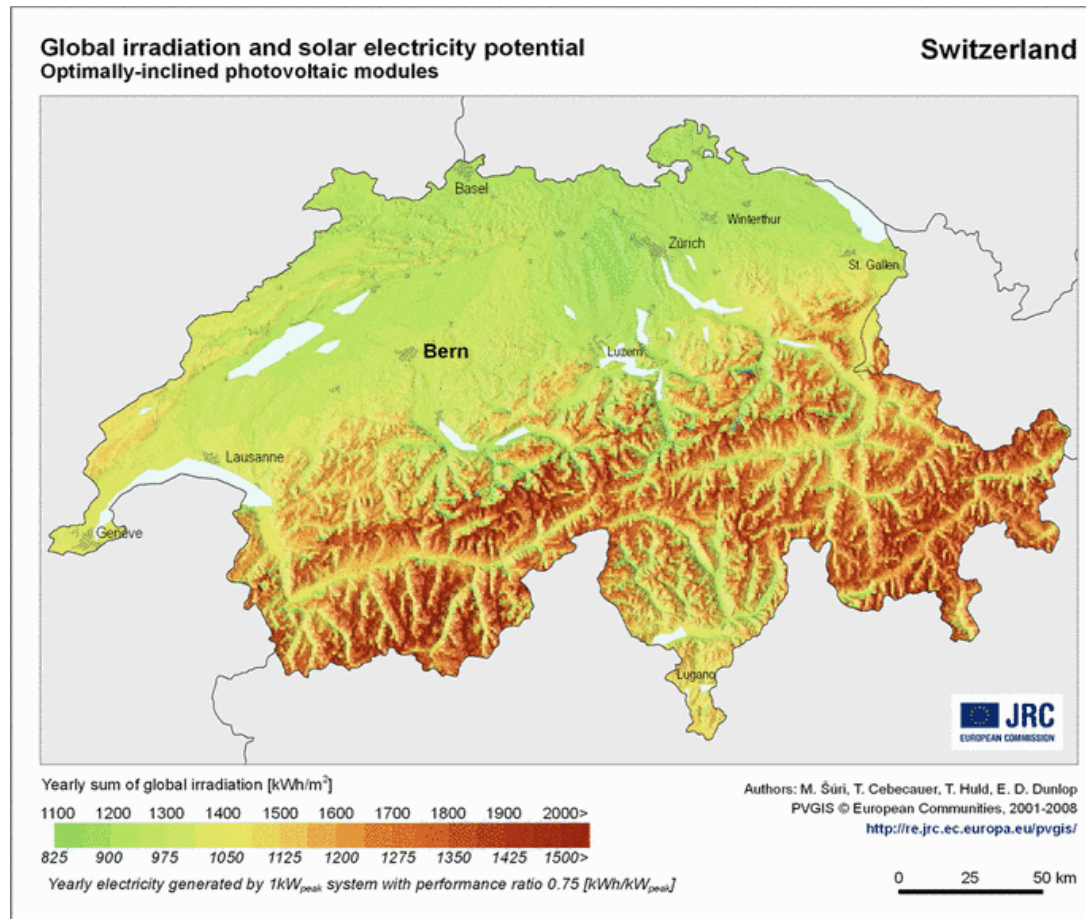 Global irradiation and solar electricity potential
Optimally-inclined photovoltaic modules
Switzerland
Basel
Winterthur
Zürich
St. Gallen
Bern
Luzern
Lausanne
Genève
Lugano
JRC
EUROPEAN COMMISSION
Yearly sum of global irradiation [kWh/m²]
1100 1200 1300 1400 1500 1600 1700 1800 1900 2000>
825 900 975 1050 1125 1200 1275 1350 1425 1500>
Yearly electricity generated by 1kWpeak system with performance ratio 0.75 [kWh/kWpeak]
Authors: M. Šúri, T. Cebecauer, T. Huld, E. D. Dunlop
PVGIS © European Communities, 2001-2008
http://re.jrc.ec.europa.eu/pvgis/
0 25 50 km